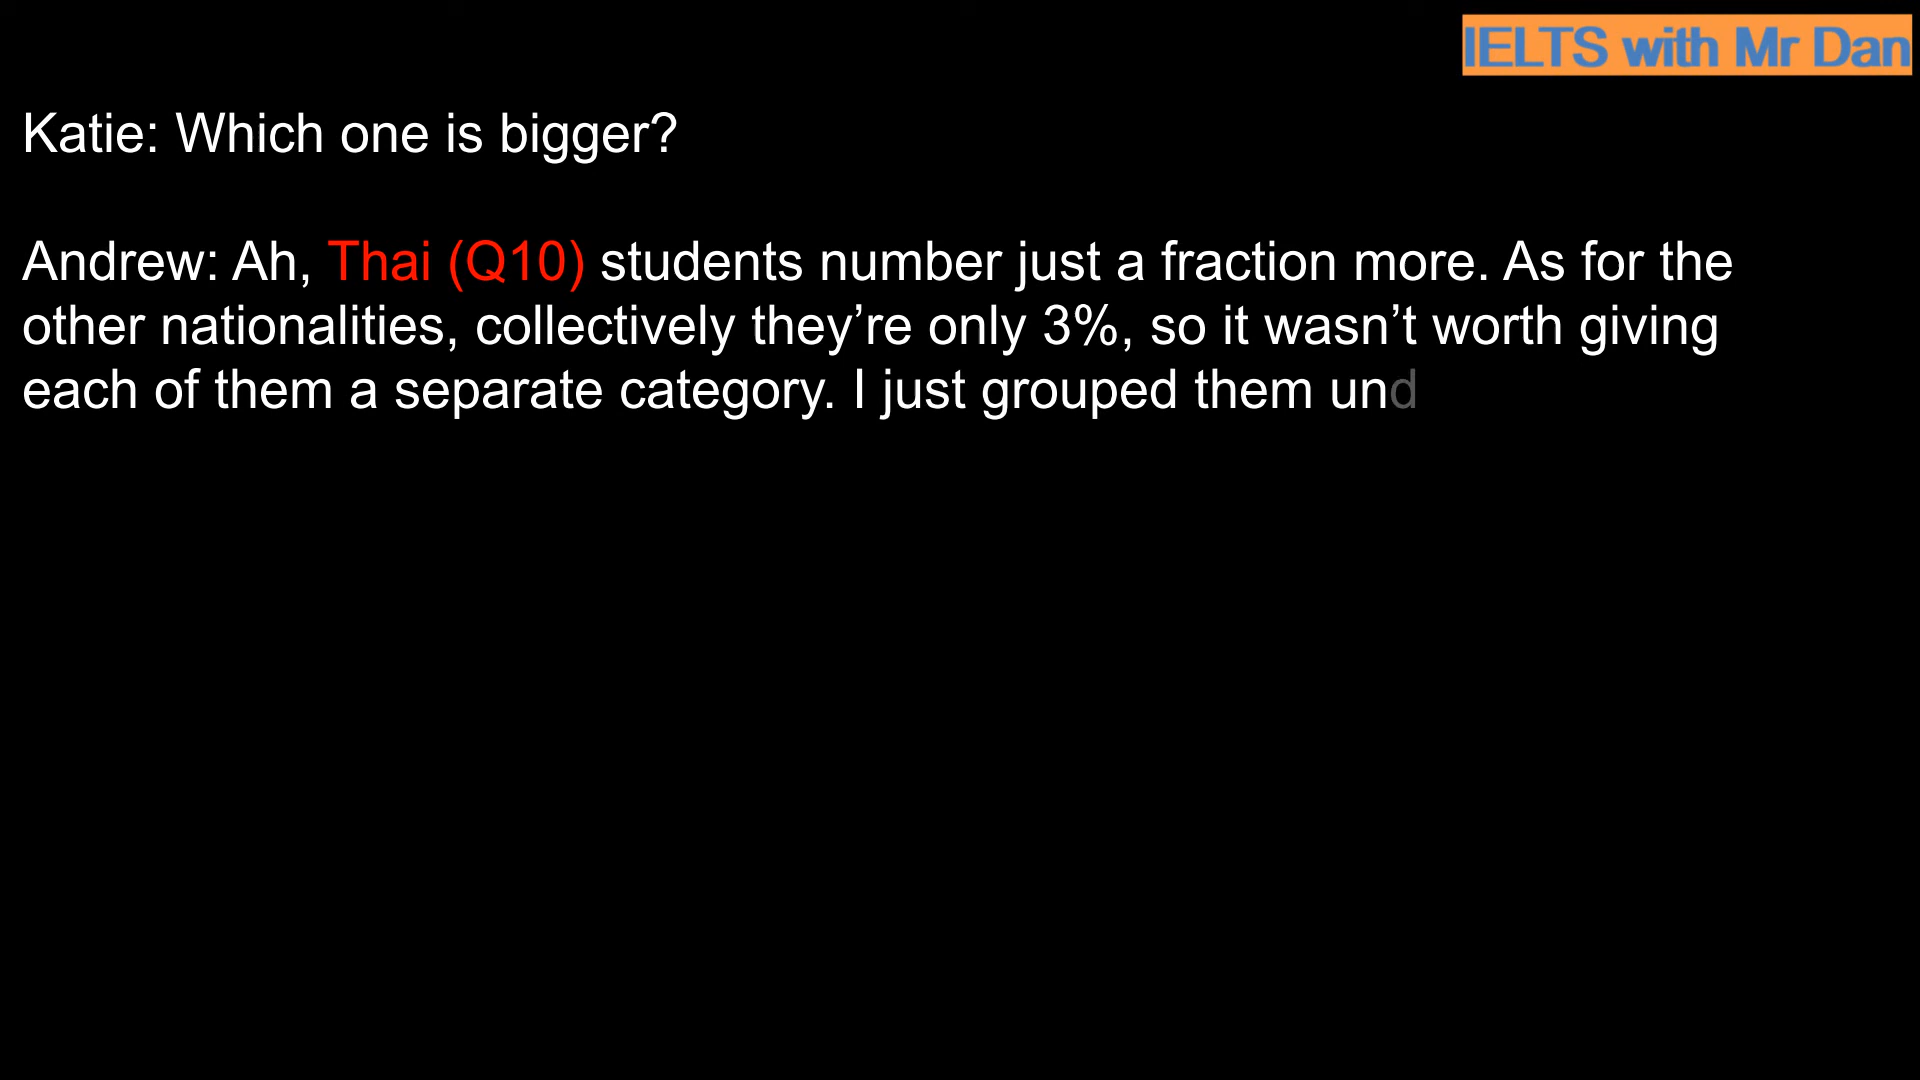 IELTS with Mr Dan
Katie: Which one is bigger?
Andrew: Ah, Thai (Q10) students number just a fraction more. As for the
other nationalities, collectively they’re only 3%, so it wasn’t worth giving
each of them a separate category. I just grouped them und